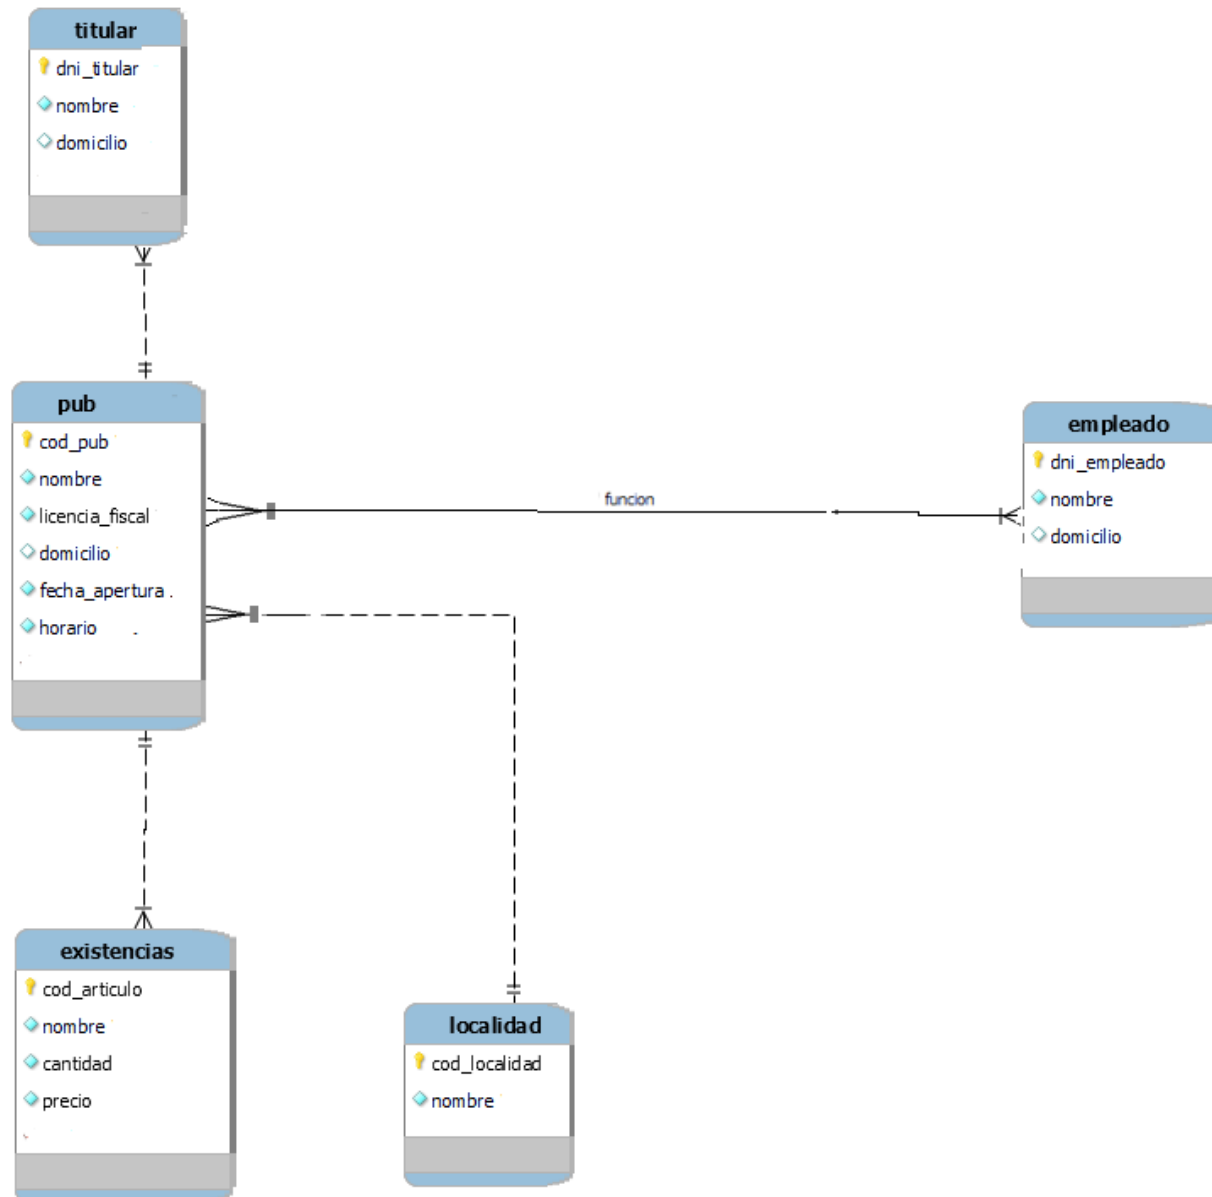 titular
dni_titular
nombre
domicilio
pub
cod_pub
nombre
licencia_fiscal
domicilio
fecha_apertura
horario
funcion
empleado
dni_empleado
nombre
domicilio
existencias
cod_articulo
nombre
cantidad
precio
localidad
cod_localidad
nombre